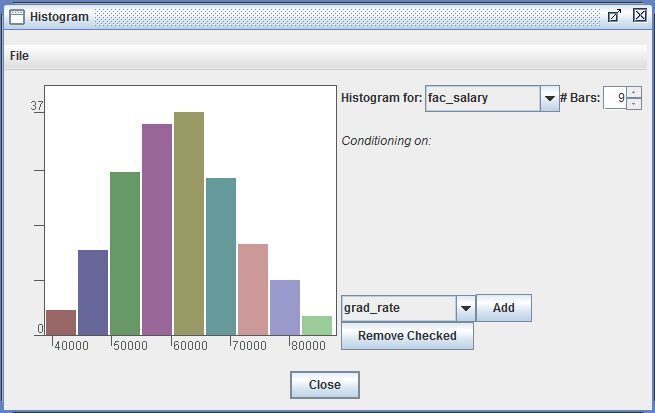 Histogram
File
37
0
40000 50000 60000 70000 80000
Histogram for: fac_salary # Bars: 9
Conditioning on:
grad_rate Add
Remove Checked
Close